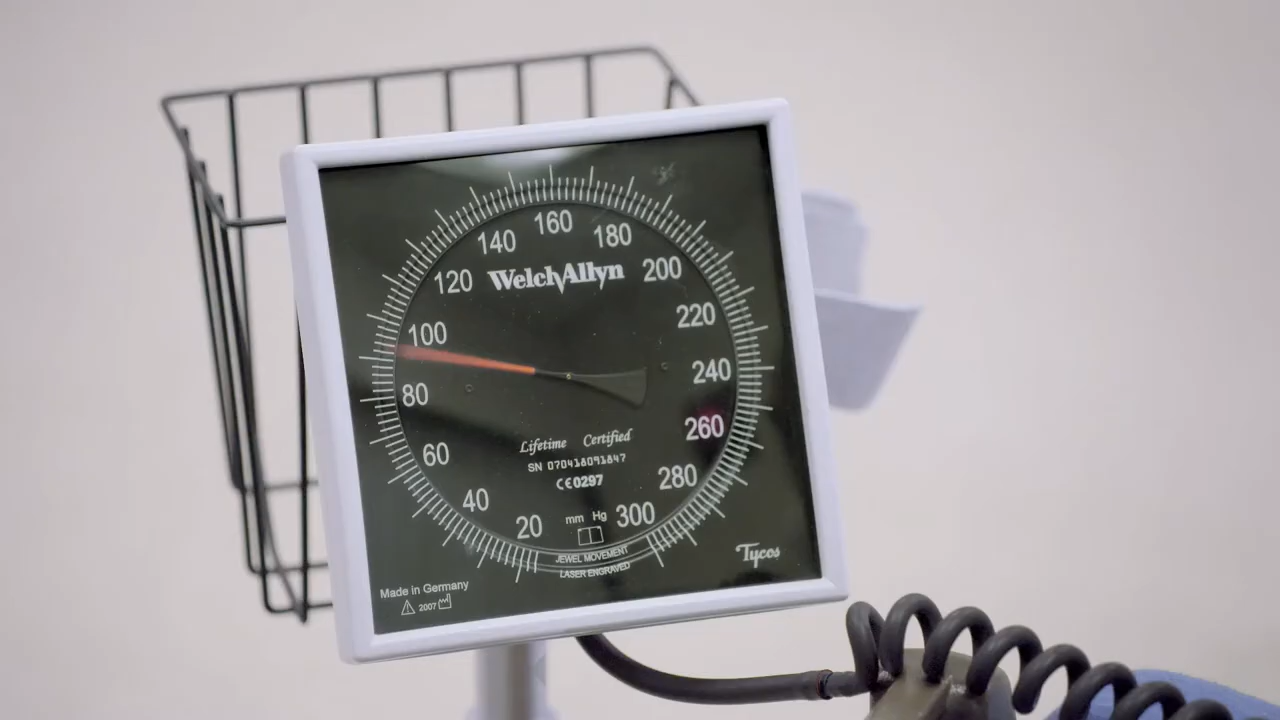 160
140
180
120
WelchAllyn
200
100
220
80
240
60
260
Lifetime Certified
SN 070418091847
CE0297
40
280
20
mm Hg
300
JEWEL MOVEMENT
LASER ENGRAVED
Tycos
Made in Germany
2007